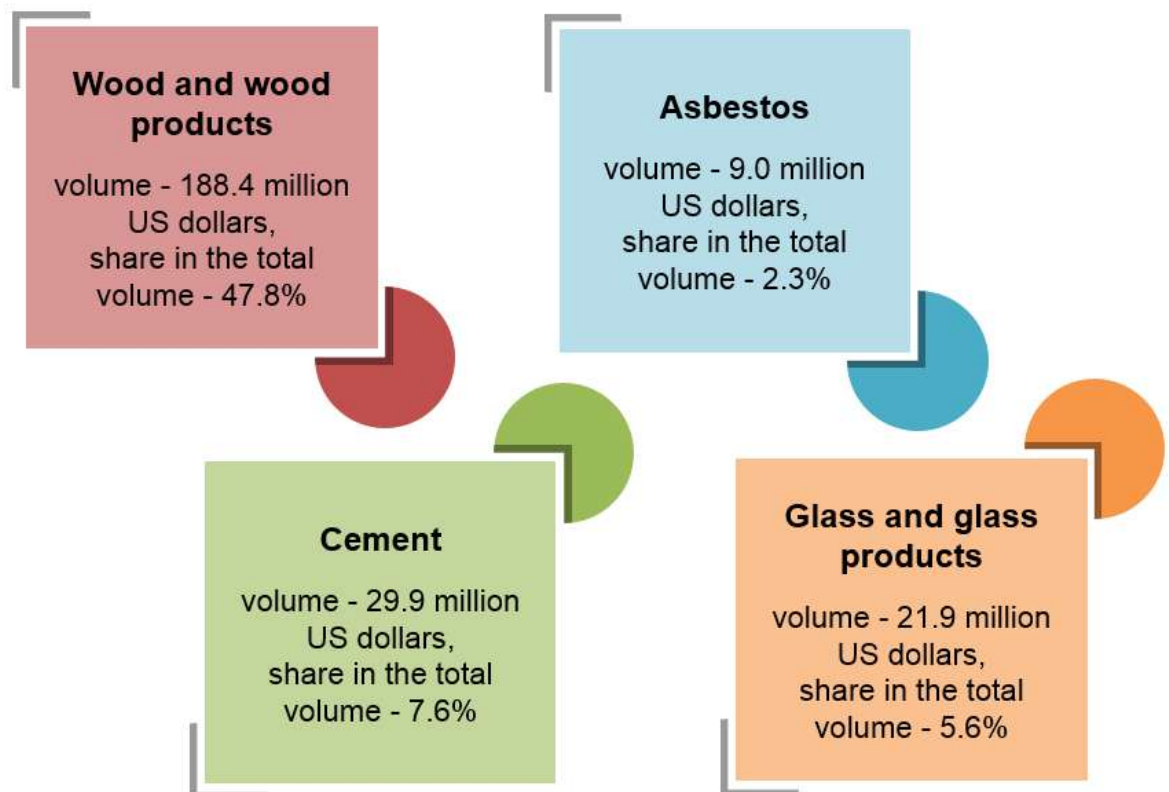 Wood and wood
products
volume - 188.4 million
US dollars,
share in the total
volume - 47.8%
Asbestos
volume - 9.0 million
US dollars,
share in the total
volume - 2.3%
Cement
volume - 29.9 million
US dollars,
share in the total
volume - 7.6%
Glass and glass
products
volume - 21.9 million
US dollars,
share in the total
volume - 5.6%